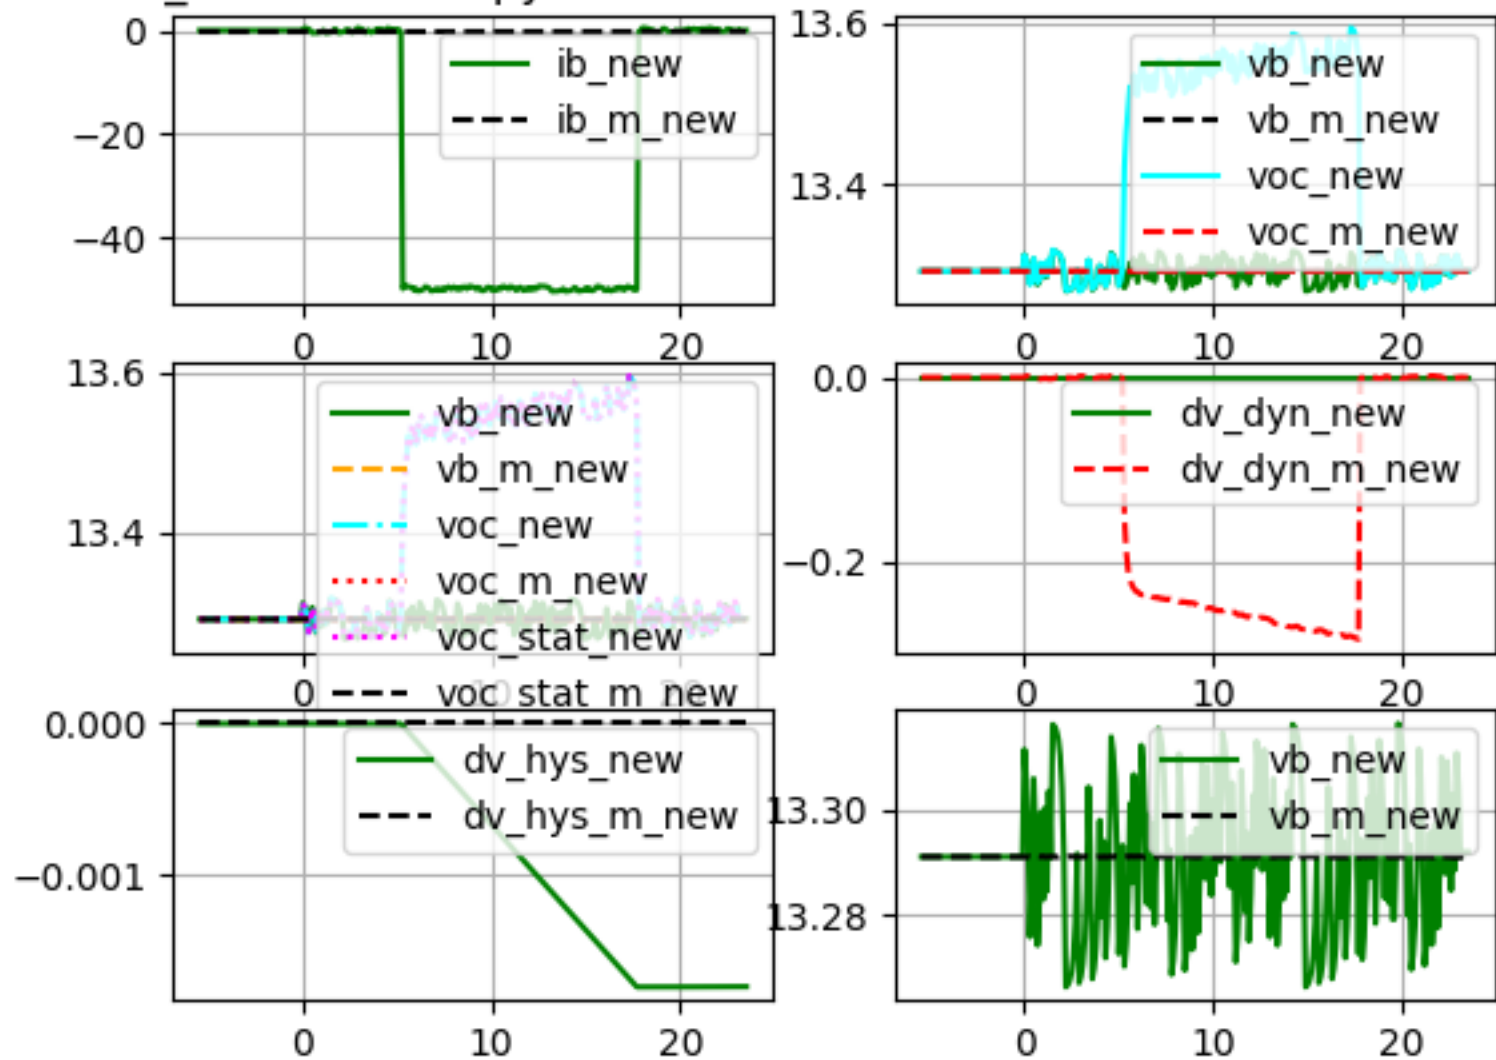 0
−20
−40
ib_new
ib_m_new
0
10
20
13.6
13.4
vb_new
vb_m_new
voc_new
voc_m_new
0
10
20
13.6
13.4
vb_new
vb_m_new
voc_new
voc_m_new
voc_stat_new
voc_stat_m_new
0
10
20
0.0
−0.2
dv_dyn_new
dv_dyn_m_new
0
10
20
0.000
−0.001
dv_hys_new
dv_hys_m_new
0
10
20
13.30
13.28
vb_new
vb_m_new
0
10
20